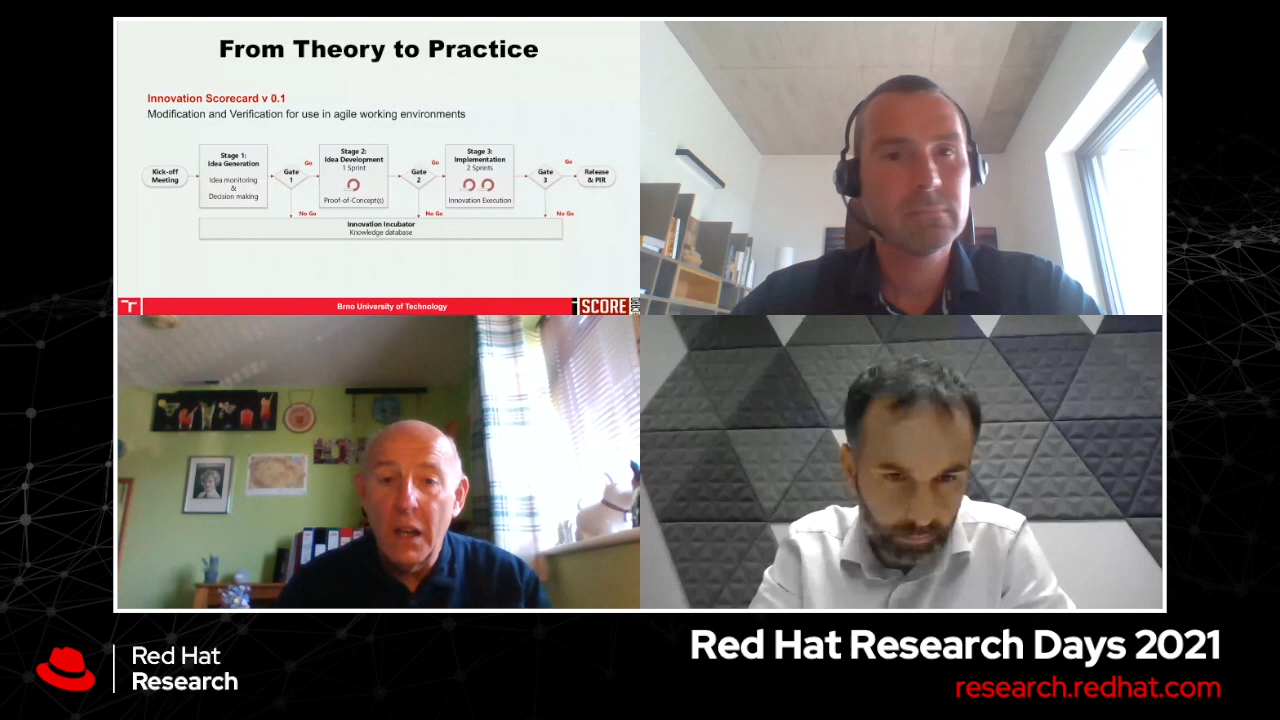 From Theory to Practice
Innovation Scorecard v 0.1
Modification and Verification for use in agile working environments
Kick-off
Meeting
Stage 1:
Idea Generation
Idea monitoring
&
Decision making
Gate
1
Go
No Go
Stage 2:
Idea Development
1 Sprint
Proof-of-Concept(s)
Gate
2
Go
No Go
Stage 3:
Implementation
2 Sprints
Innovation Execution
Gate
3
Go
No Go
Release
& PIR
Innovation Incubator
Knowledge database
Brno University of Technology
SCORE
Red Hat
Research
Red Hat Research Days 2021
research.redhat.com